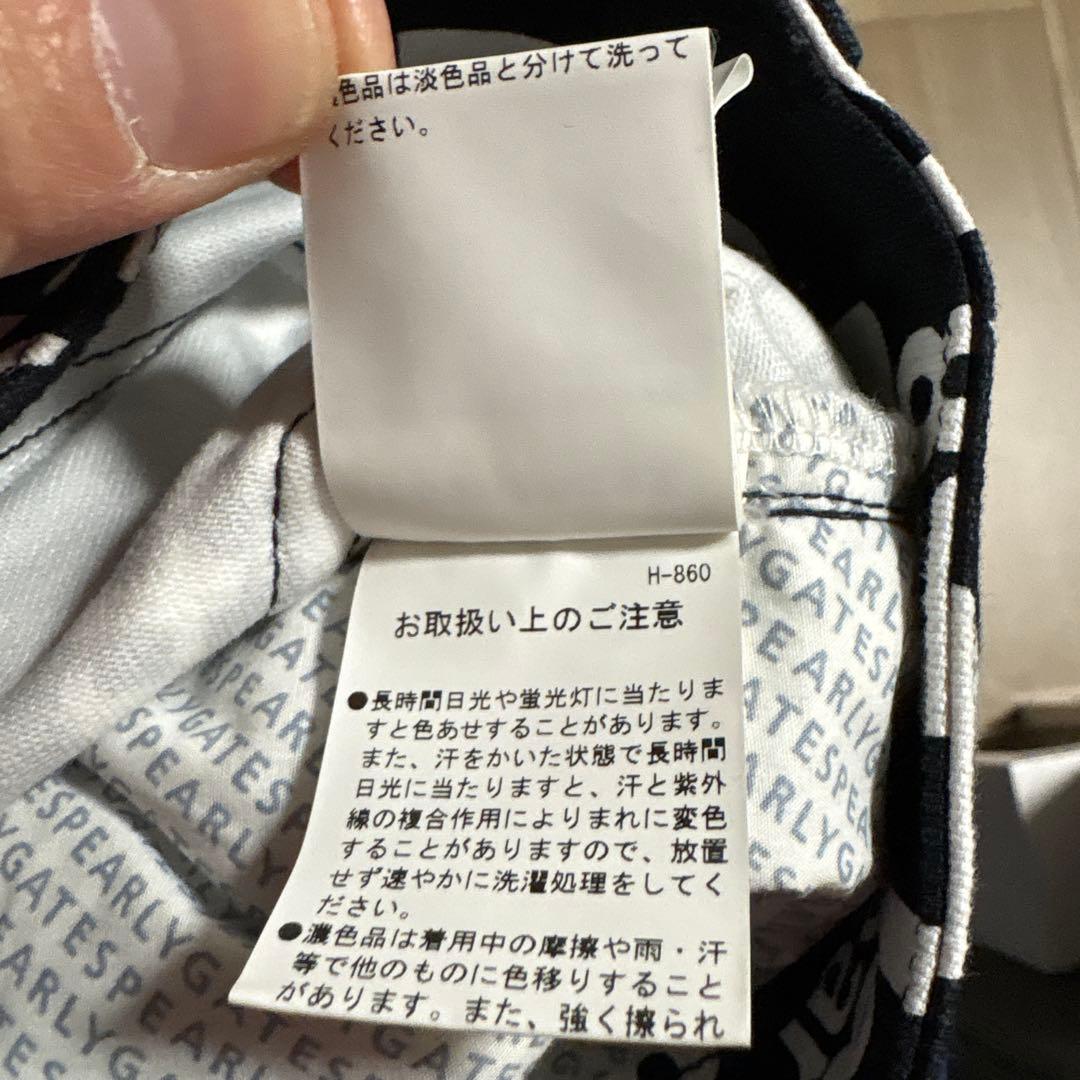 色品は淡色品と分けて洗って
ください。
H-860
お取扱い上のご注意
●長時間日光や蛍光灯に当たりま
すと色あせすることがあります。
また、汗をかいた状態で長時間
日光に当たりますと、汗と紫外
線の複合作用によりまれに変色
することがありますので、放置
せず速やかに洗濯処理をしてく
ださい。
●濃色品は着用中の摩擦や雨・汗
等で他のものに色移りすること
があります。また、強く擦られ
PEARLYGATES
PEARLYGATES
PEARLYGATES